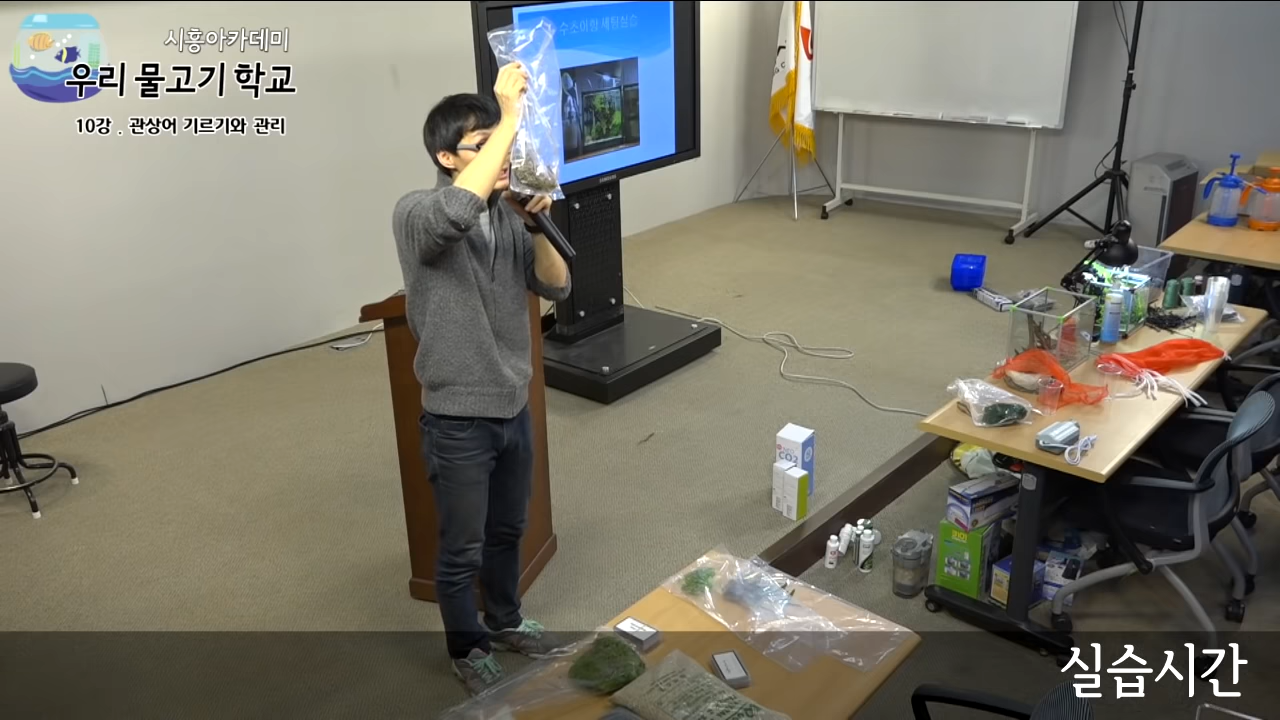 시흥아카데미
우리 물고기 학교
10강 . 관상어 기르기와 관리
수초어항 세팅실습
SAMSUNG
CO2
실습시간